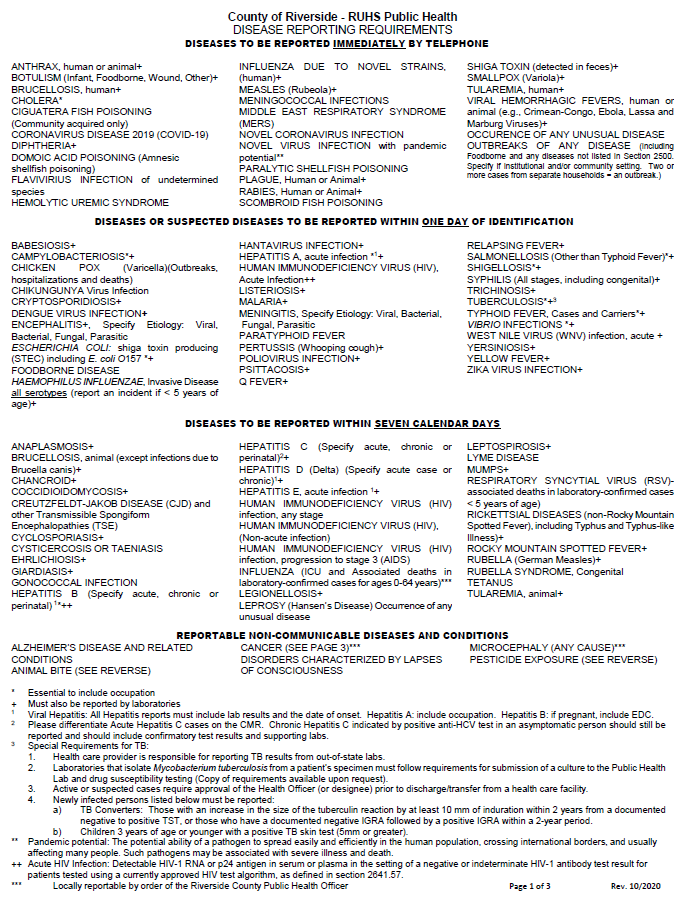 County of Riverside - RUHS Public Health
DISEASE REPORTING REQUIREMENTS
DISEASES TO BE REPORTED IMMEDIATELY BY TELEPHONE
ANTHRAX, human or animal+
BOTULISM (Infant, Foodborne, Wound, Other)+
BRUCELLOSIS, human+
CHOLERA*
CIGUATERA FISH POISONING
(Community acquired only)
CORONAVIRUS DISEASE 2019 (COVID-19)
DIPHTHERIA+
DOMOIC ACID POISONING (Amnesic
shellfish poisoning)
FLAVIVIRIUS INFECTION of undetermined
species
HEMOLYTIC UREMIC SYNDROME
INFLUENZA DUE TO NOVEL STRAINS,
(human)+
MEASLES (Rubeola)+
MENINGOCOCCAL INFECTIONS
MIDDLE EAST RESPIRATORY SYNDROME
(MERS)
NOVEL CORONAVIRUS INFECTION
NOVEL VIRUS INFECTION with pandemic
potential**
PARALYTIC SHELLFISH POISONING
PLAGUE, Human or Animal+
RABIES, Human or Animal+
SCOMBROID FISH POISONING
SHIGA TOXIN (detected in feces)+
SMALLPOX (Variola)+
TULAREMIA, human+
VIRAL HEMORRHAGIC FEVERS, human or
animal (e.g., Crimean-Congo, Ebola, Lassa and
Marburg Viruses)+
OCCURENCE OF ANY UNUSUAL DISEASE
OUTBREAKS OF ANY DISEASE (Including
Foodborne and any diseases not listed in Section 2500.
Specify if institutional and/or community setting. Two or
more cases from separate households = an outbreak.)
DISEASES OR SUSPECTED DISEASES TO BE REPORTED WITHIN ONE DAY OF IDENTIFICATION
BABESIOSIS+
CAMPYLOBACTERIOSIS*+
CHICKEN POX (Varicella)(Outbreaks,
hospitalizations and deaths)
CHIKUNGUNYA Virus Infection
CRYPTOSPORIDIOSIS+
DENGUE VIRUS INFECTION+
ENCEPHALITIS+, Specify Etiology: Viral,
Bacterial, Fungal, Parasitic
ESCHERICHIA COLI: shiga toxin producing
(STEC) including E. coli O157 *+
FOODBORNE DISEASE
HAEMOPHILUS INFLUENZAE, Invasive Disease
all serotypes (report an incident if < 5 years of
age)+
HANTAVIRUS INFECTION+
HEPATITIS A, acute infection *¹+
HUMAN IMMUNODEFICIENCY VIRUS (HIV),
Acute Infection++
LISTERIOSIS+
MALARIA+
MENINGITIS, Specify Etiology: Viral, Bacterial,
Fungal, Parasitic
PARATYPHOID FEVER
PERTUSSIS (Whooping cough)+
POLIOVIRUS INFECTION+
PSITTACOSIS+
Q FEVER+
RELAPSING FEVER+
SALMONELLOSIS (Other than Typhoid Fever)*+
SHIGELLOSIS*+
SYPHILIS (All stages, including congenital)+
TRICHINOSIS+
TUBERCULOSIS*+³
TYPHOID FEVER, Cases and Carriers*+
VIBRIO INFECTIONS *+
WEST NILE VIRUS (WNV) infection, acute +
YERSINIOSIS+
YELLOW FEVER+
ZIKA VIRUS INFECTION+
DISEASES TO BE REPORTED WITHIN SEVEN CALENDAR DAYS
ANAPLASMOSIS+
BRUCELLOSIS, animal (except infections due to
Brucella canis)+
CHANCROID+
COCCIDIOIDOMYCOSIS+
CREUTZFELDT-JAKOB DISEASE (CJD) and
other Transmissible Spongiform
Encephalopathies (TSE)
CYCLOSPORIASIS+
CYSTICERCOSIS OR TAENIASIS
EHRLICHIOSIS+
GIARDIASIS+
GONOCOCCAL INFECTION
HEPATITIS B (Specify acute, chronic or
perinatal) ¹*++
HEPATITIS C (Specify acute, chronic or
perinatal)²+
HEPATITIS D (Delta) (Specify acute case or
chronic)¹+
HEPATITIS E, acute infection ¹+
HUMAN IMMUNODEFICIENCY VIRUS (HIV)
infection, any stage
HUMAN IMMUNODEFICIENCY VIRUS (HIV),
(Non-acute infection)
HUMAN IMMUNODEFICIENCY VIRUS (HIV)
infection, progression to stage 3 (AIDS)
INFLUENZA (ICU and Associated deaths in
laboratory-confirmed cases for ages 0-64 years)***
LEGIONELLOSIS+
LEPROSY (Hansen's Disease) Occurrence of any
unusual disease
LEPTOSPIROSIS+
LYME DISEASE
MUMPS+
RESPIRATORY SYNCYTIAL VIRUS (RSV)-
associated deaths in laboratory-confirmed cases
< 5 years of age)
RICKETTSIAL DISEASES (non-Rocky Mountain
Spotted Fever), including Typhus and Typhus-like
Illness)+
ROCKY MOUNTAIN SPOTTED FEVER+
RUBELLA (German Measles)+
RUBELLA SYNDROME, Congenital
TETANUS
TULAREMIA, animal+
REPORTABLE NON-COMMUNICABLE DISEASES AND CONDITIONS
ALZHEIMER'S DISEASE AND RELATED
CONDITIONS
ANIMAL BITE (SEE REVERSE)
CANCER (SEE PAGE 3)***
DISORDERS CHARACTERIZED BY LAPSES
OF CONSCIOUSNESS
MICROCEPHALY (ANY CAUSE)***
PESTICIDE EXPOSURE (SEE REVERSE)
* Essential to include occupation
+ Must also be reported by laboratories
¹ Viral Hepatitis: All Hepatitis reports must include lab results and the date of onset. Hepatitis A: include occupation. Hepatitis B: if pregnant, include EDC.
² Please differentiate Acute Hepatitis C cases on the CMR. Chronic Hepatitis C indicated by positive anti-HCV test in an asymptomatic person should still be
reported and should include confirmatory test results and supporting labs.
³ Special Requirements for TB:
1. Health care provider is responsible for reporting TB results from out-of-state labs.
2. Laboratories that isolate Mycobacterium tuberculosis from a patient's specimen must follow requirements for submission of a culture to the Public Health
Lab and drug susceptibility testing (Copy of requirements available upon request).
3. Active or suspected cases require approval of the Health Officer (or designee) prior to discharge/transfer from a health care facility.
4. Newly infected persons listed below must be reported:
a) TB Converters: Those with an increase in the size of the tuberculin reaction by at least 10 mm of induration within 2 years from a documented
negative to positive TST, or those who have a documented negative IGRA followed by a positive IGRA within a 2-year period.
b) Children 3 years of age or younger with a positive TB skin test (5mm or greater).
** Pandemic potential: The potential ability of a pathogen to spread easily and efficiently in the human population, crossing international borders, and usually
affecting many people. Such pathogens may be associated with severe illness and death.
++ Acute HIV Infection: Detectable HIV-1 RNA or p24 antigen in serum or plasma in the setting of a negative or indeterminate HIV-1 antibody test result for
patients tested using a currently approved HIV test algorithm, as defined in section 2641.57.
*** Locally reportable by order of the Riverside County Public Health Officer
Page 1 of 3 Rev. 10/2020